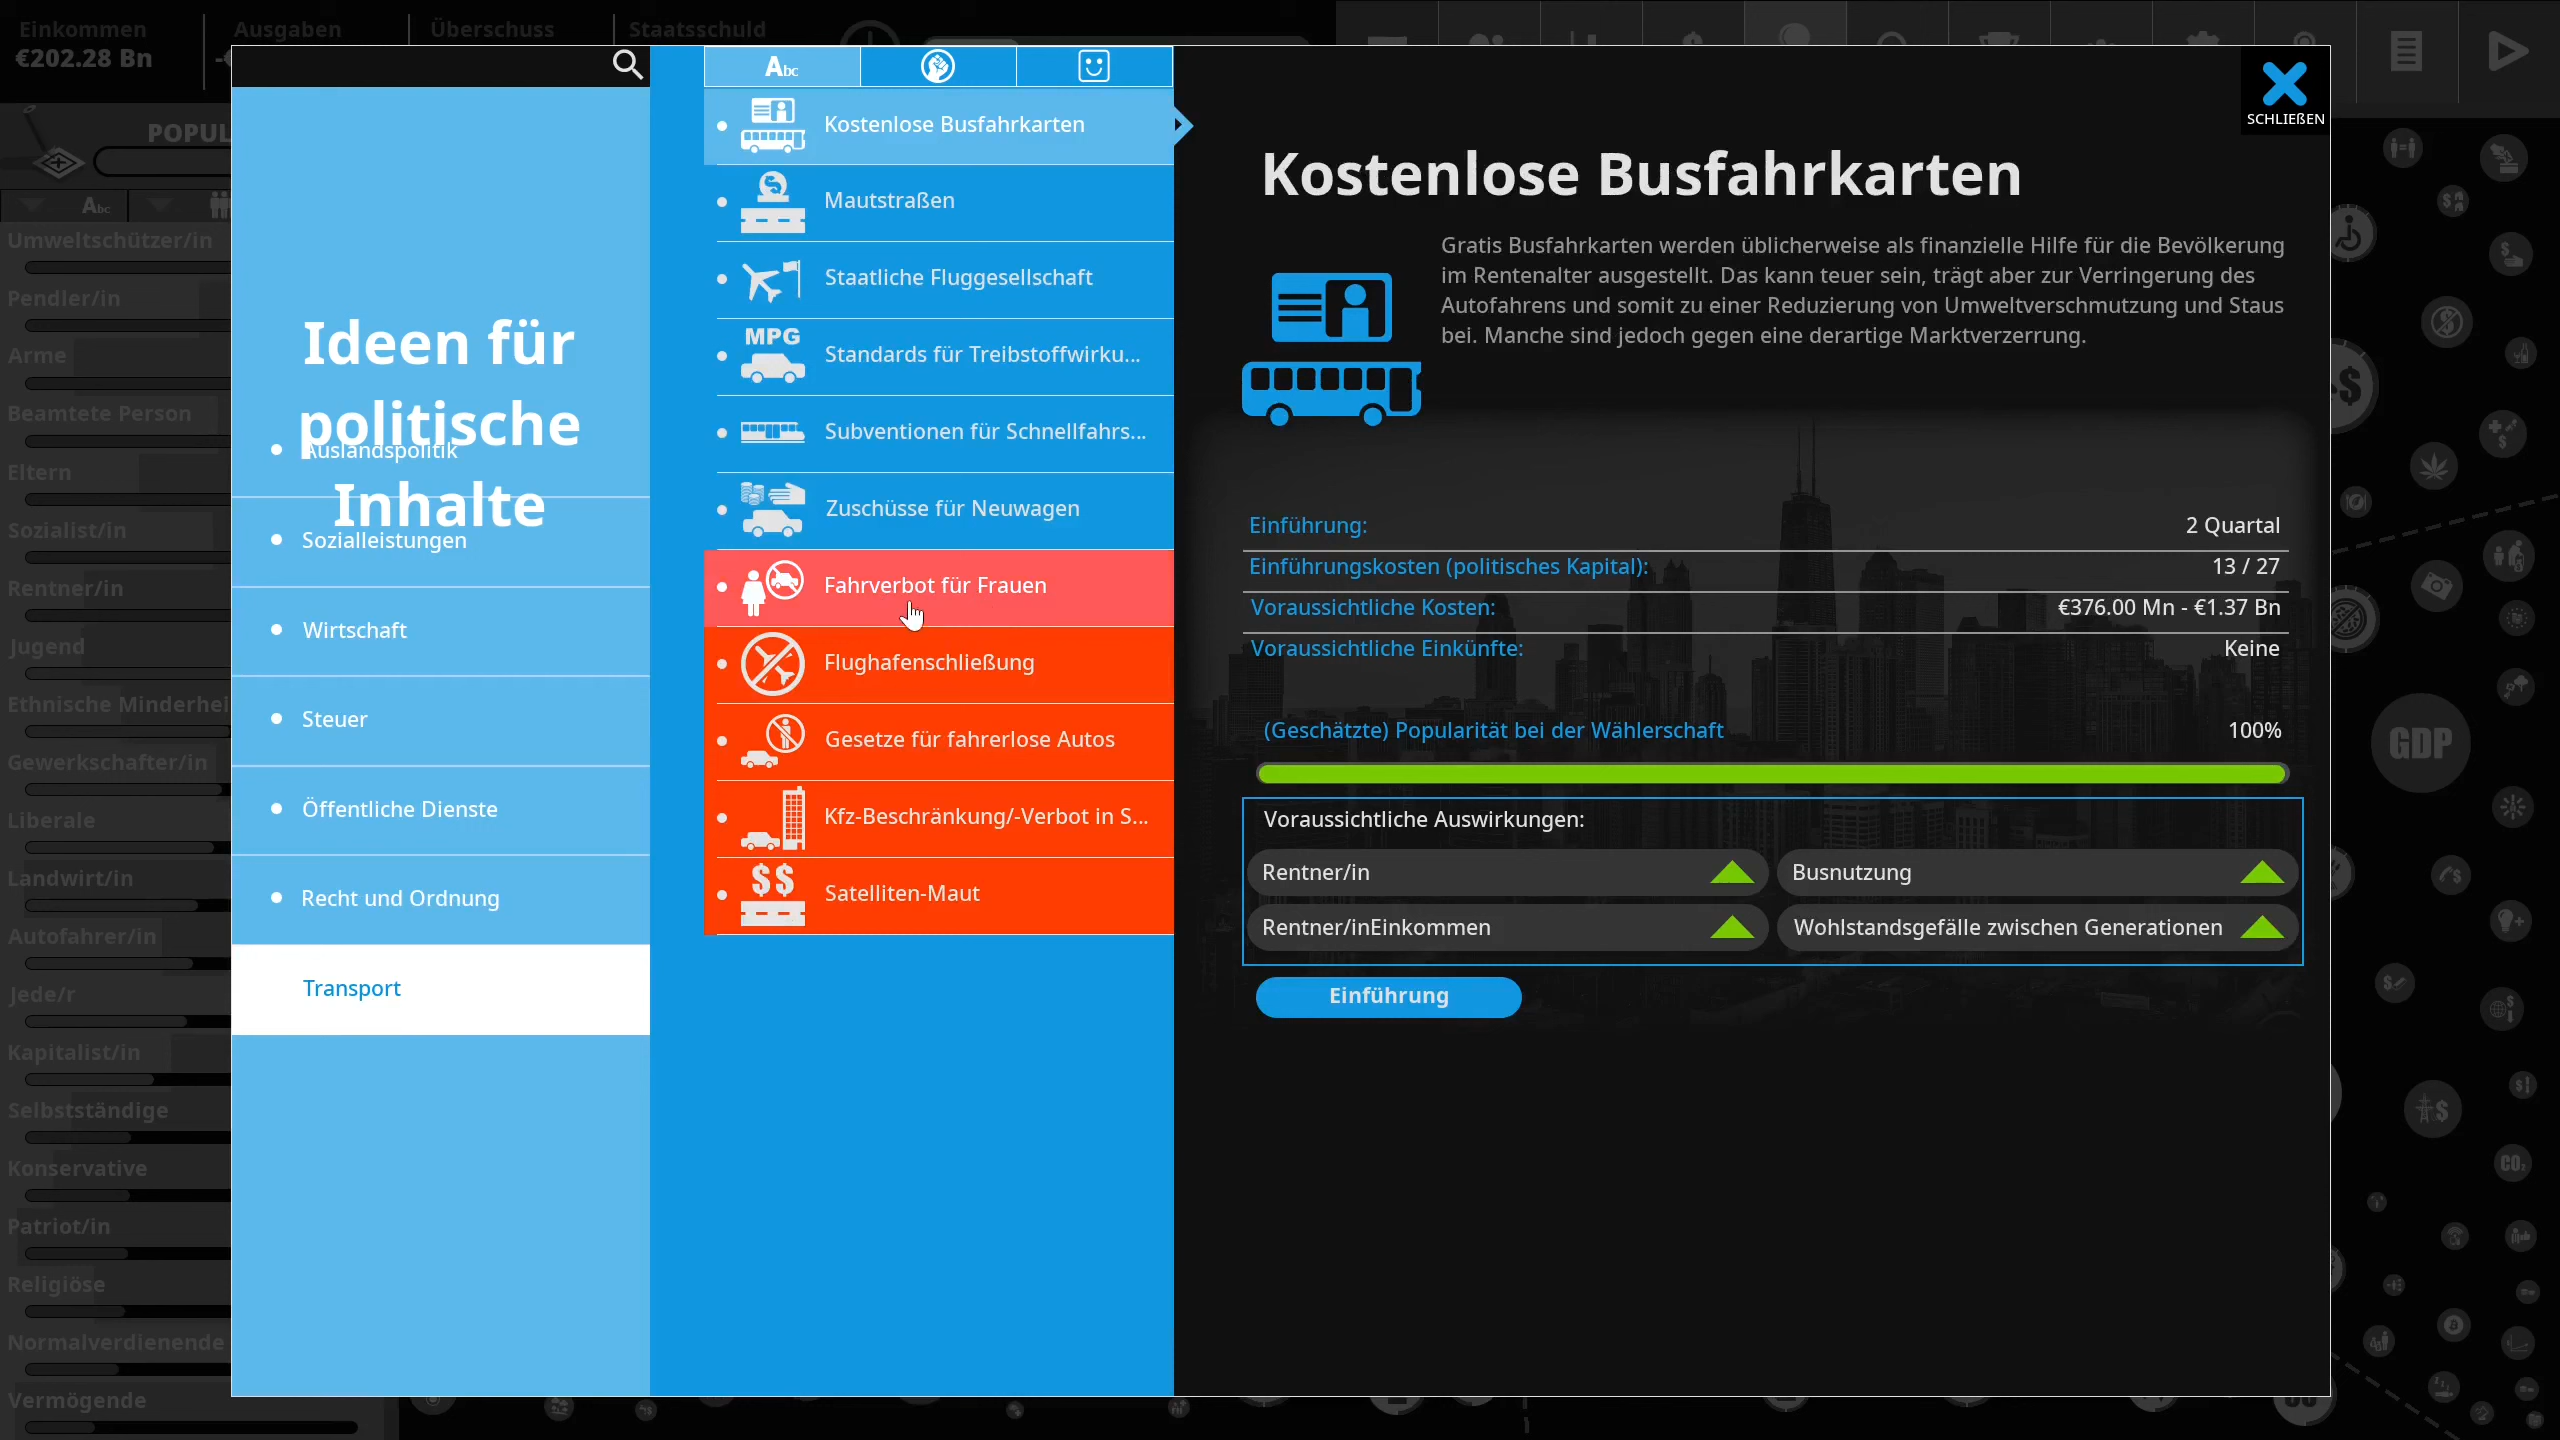 Einkommen
Ausgaben
Überschuss
Staatsschuld
€202.28 Bn
SCHLIEßEN
POPUL
Abc
Umweltschützer/in
Pendler/in
Arme
Beamtete Person
Eltern
Sozialist/in
Rentner/in
Jugend
Ethnische Minderhei
Gewerkschafter/in
Liberale
Landwirt/in
Autofahrer/in
Jede/r
Kapitalist/in
Selbstständige
Konservative
Patriot/in
Religiöse
Normalverdienende
Vermögende
Ideen für
politische
Inhalte
Auslandspolitik
Sozialleistungen
Wirtschaft
Steuer
Öffentliche Dienste
Recht und Ordnung
Transport
Abc
Kostenlose Busfahrkarten
Mautstraßen
Staatliche Fluggesellschaft
MPG
Standards für Treibstoffwirku...
Subventionen für Schnellfahrs...
Zuschüsse für Neuwagen
Fahrverbot für Frauen
Flughafenschließung
Gesetze für fahrerlose Autos
Kfz-Beschränkung/-Verbot in S...
$$
Satelliten-Maut
Kostenlose Busfahrkarten
Gratis Busfahrkarten werden üblicherweise als finanzielle Hilfe für die Bevölkerung
im Rentenalter ausgestellt. Das kann teuer sein, trägt aber zur Verringerung des
Autofahrens und somit zu einer Reduzierung von Umweltverschmutzung und Staus
bei. Manche sind jedoch gegen eine derartige Marktverzerrung.
Einführung: 2 Quartal
Einführungskosten (politisches Kapital): 13 / 27
Voraussichtliche Kosten: €376.00 Mn - €1.37 Bn
Voraussichtliche Einkünfte: Keine
(Geschätzte) Popularität bei der Wählerschaft 100%
Voraussichtliche Auswirkungen:
Rentner/in
Busnutzung
Rentner/inEinkommen
Wohlstandsgefälle zwischen Generationen
Einführung
GDP
CO₂